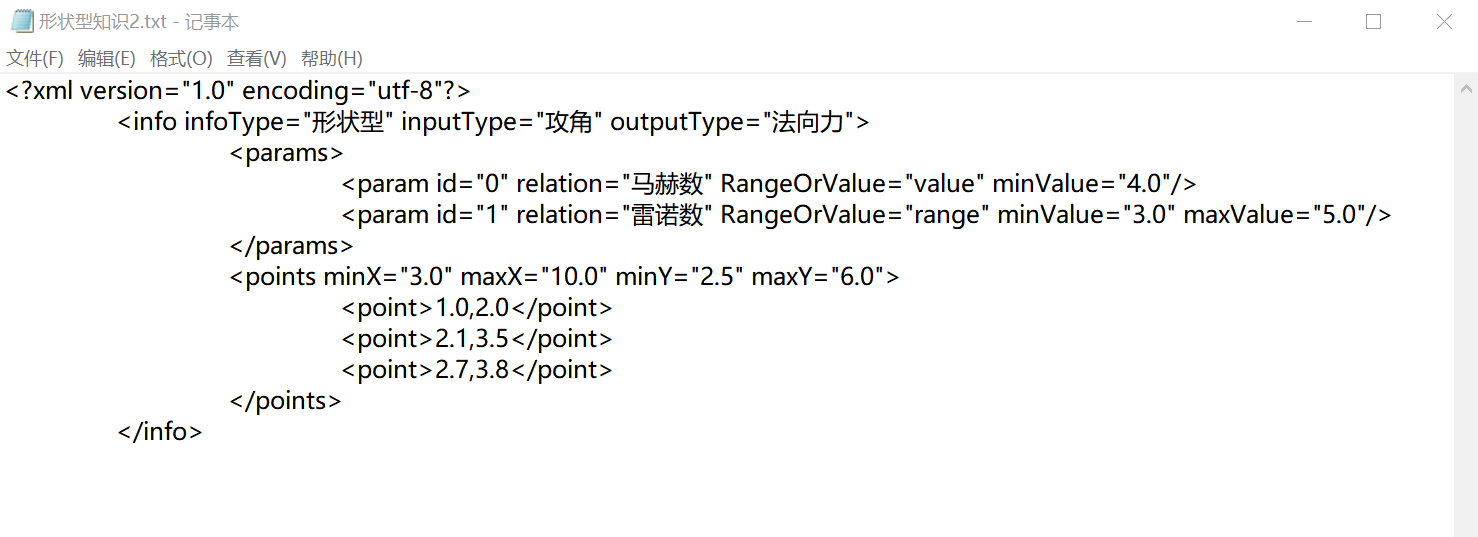 形状型知识2.txt - 记事本
文件(F) 编辑(E) 格式(O) 查看(V) 帮助(H)
<?xml version="1.0" encoding="utf-8"?>
<info infoType="形状型" inputType="攻角" outputType="法向力">
<params>
<param id="0" relation="马赫数" RangeOrValue="value" minValue="4.0"/>
<param id="1" relation="雷诺数" RangeOrValue="range" minValue="3.0" maxValue="5.0"/>
</params>
<points minX="3.0" maxX="10.0" minY="2.5" maxY="6.0">
<point>1.0,2.0</point>
<point>2.1,3.5</point>
<point>2.7,3.8</point>
</points>
</info>